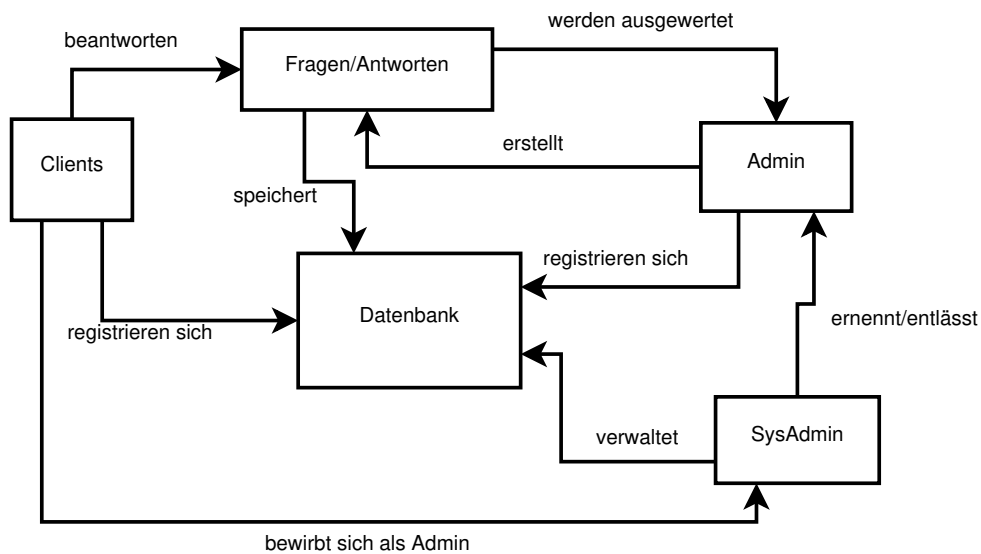 werden ausgewertet
beantworten
Fragen/Antworten
erstellt
Admin
Clients
speichert
registrieren sich
Datenbank
registrieren sich
ernennt/entlässt
verwaltet
SysAdmin
bewirbt sich als Admin